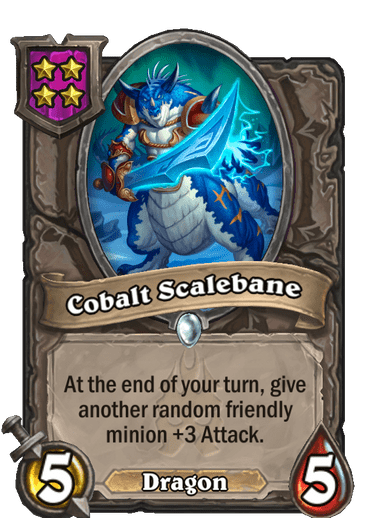 Cobalt Scalebane
At the end of your turn, give
another random friendly
minion +3 Attack.
5
Dragon
5